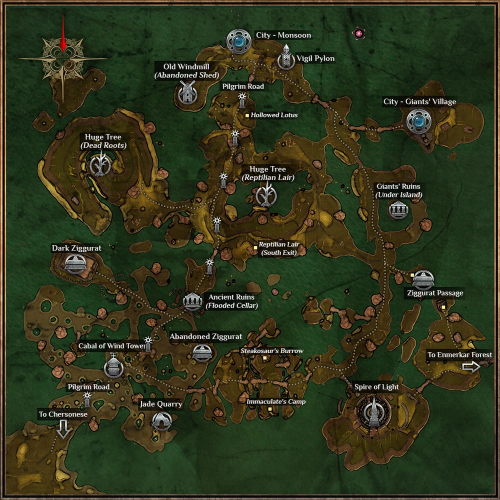 City - Monsoon
Vigil Pylon
Old Windmill
(Abandoned Shed)
Pilgrim Road
City - Giants' Village
Hollowed Lotus
Huge Tree
(Dead Roots)
Huge Tree
(Reptilian Lair)
Giants' Ruins
(Under Island)
Reptilian Lair
(South Exit)
Dark Ziggurat
Ziggurat Passage
Ancient Ruins
(Flooded Cellar)
Abandoned Ziggurat
Cabal of Wind Tower
Steakosaur's Burrow
To Enmerkar Forest
Pilgrim Road
Spire of Light
Immaculate's Camp
Jade Quarry
To Chersonese